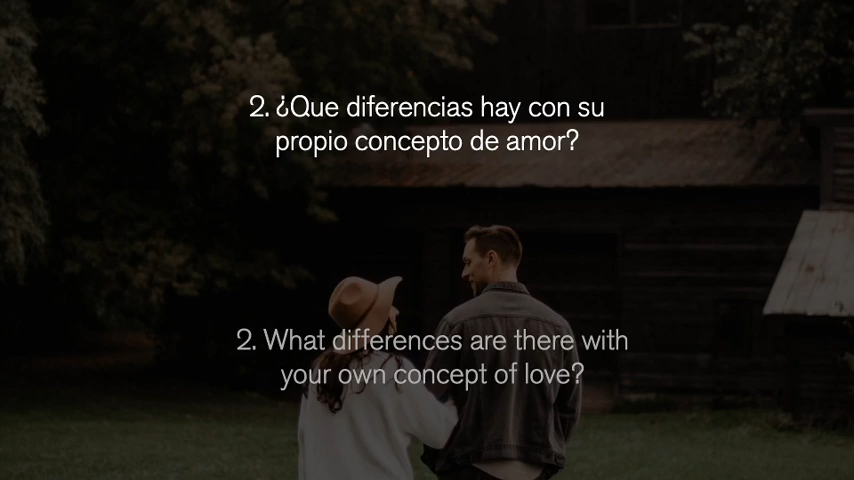 2. ¿Que diferencias hay con su
propio concepto de amor?
2. What differences are there with
your own concept of love?